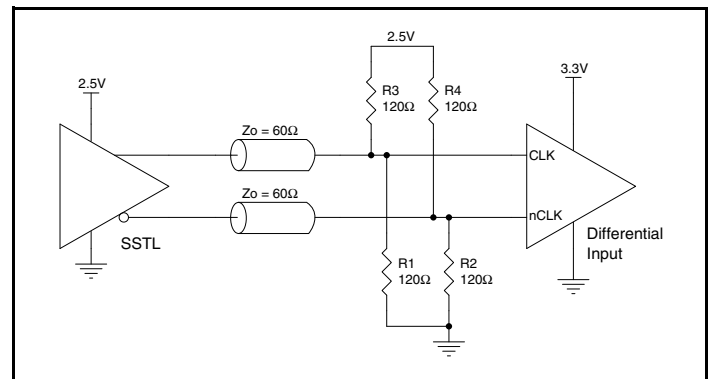 2.5V
2.5V
3.3V
R3
120Ω
R4
120Ω
Zo = 60Ω
CLK
Zo = 60Ω
nCLK
SSTL
Differential
Input
R1
120Ω
R2
120Ω